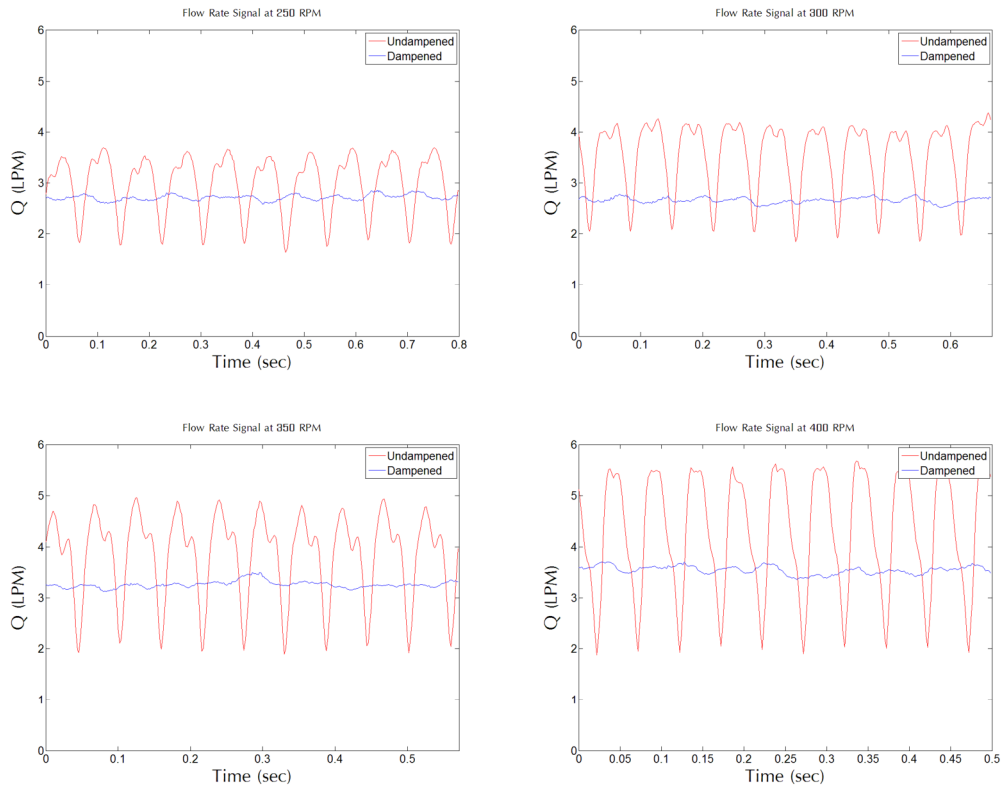 Flow Rate Signal at 250 RPM
Undampened
Dampened
6
5
4
3
2
1
0
Q (LPM)
0 0.1 0.2 0.3 0.4 0.5 0.6 0.7 0.8
Time (sec)
Flow Rate Signal at 300 RPM
Undampened
Dampened
6
5
4
3
2
1
0
Q (LPM)
0 0.1 0.2 0.3 0.4 0.5 0.6
Time (sec)
Flow Rate Signal at 350 RPM
Undampened
Dampened
6
5
4
3
2
1
0
Q (LPM)
0 0.1 0.2 0.3 0.4 0.5
Time (sec)
Flow Rate Signal at 400 RPM
Undampened
Dampened
6
5
4
3
2
1
0
Q (LPM)
0 0.05 0.1 0.15 0.2 0.25 0.3 0.35 0.4 0.45 0.5
Time (sec)